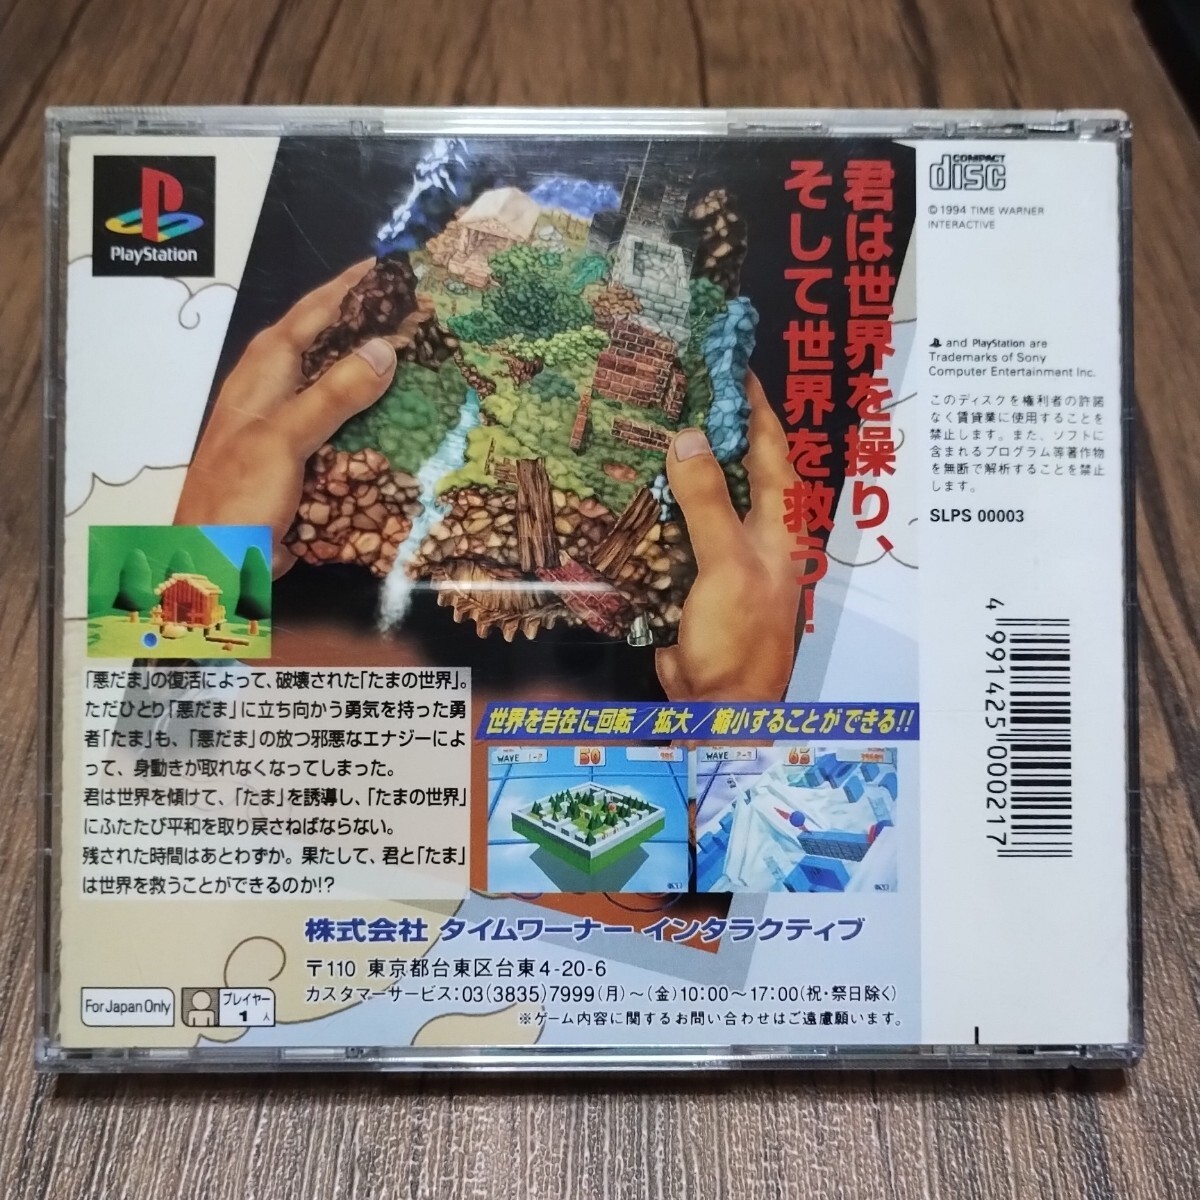 PlayStation
君は世界を操り、
そして世界を救う!
COMPACT
disc
©1994 TIME WARNER
INTERACTIVE
and PlayStation are
Trademarks of Sony
Computer Entertainment Inc.
このディスクを権利者の許諾
なく賃貸業に使用することを
禁止します。また、ソフトに
含まれるプログラム等著作物
を無断で解析することを禁止
します。
SLPS 00003
4 991425 000217
「悪だま」の復活によって、破壊された「たまの世界」。
ただひとり「悪だま」に立ち向かう勇気を持った勇
者「たま」も、「悪だま」の放つ邪悪なエナジーによ
って、身動きが取れなくなってしまった。
君は世界を傾けて、「たま」を誘導し、「たまの世界」
にふたたび平和を取り戻さねばならない。
残された時間はあとわずか。果たして、君と「たま」
は世界を救うことができるのか!?
世界を自在に回転/拡大/縮小することができる!!
WAVE 1-2
50
WAVE 2-2
63
株式会社 タイムワーナー インタラクティブ
〒110 東京都台東区台東4-20-6
カスタマーサービス:03(3835)7999(月)~(金)10:00~17:00(祝・祭日除く)
※ゲーム内容に関するお問い合わせはご遠慮願います。
For Japan Only
プレイヤー
1人